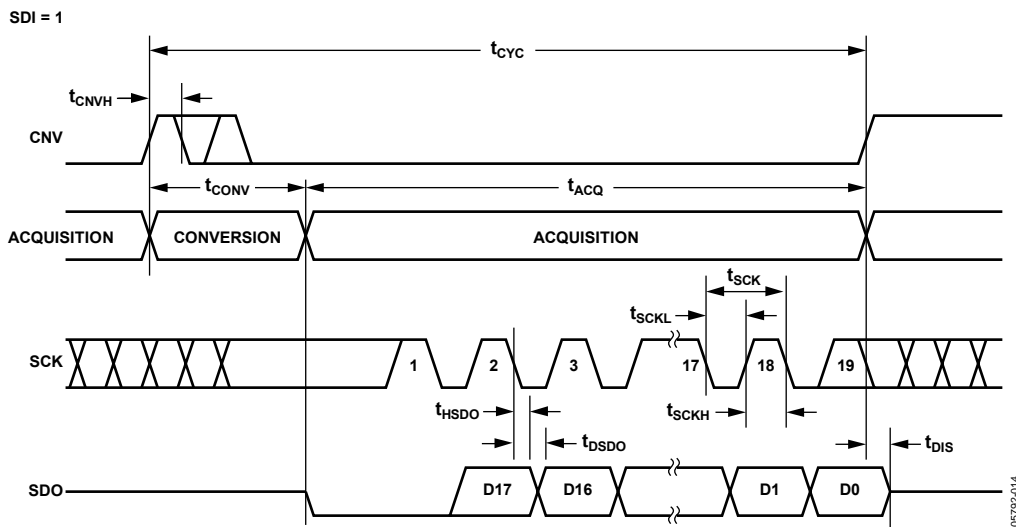 SDI = 1
tCYC
tCNVH
CNV
tCONV
tACQ
ACQUISITION
CONVERSION
ACQUISITION
tSCK
tSCKL
SCK
1
2
3
17
18
19
tHSDO
tSCKH
tDSDO
tDIS
SDO
D17
D16
D1
D0
05792-014